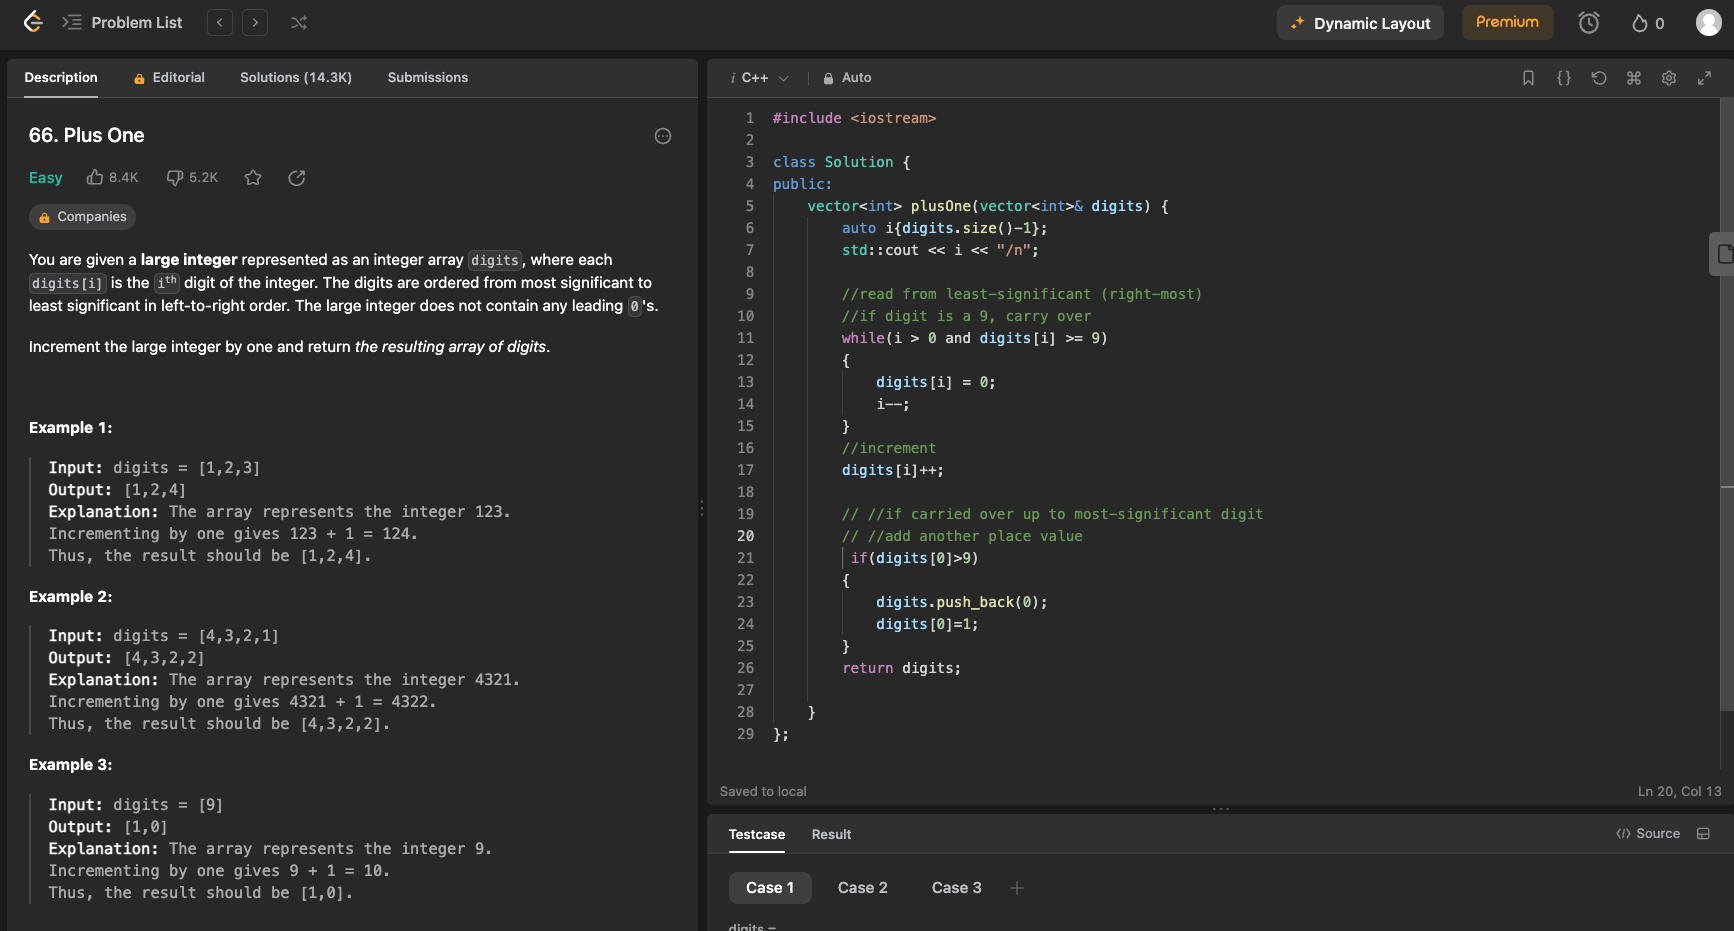 Problem List
Dynamic Layout
Premium
0
Description
Editorial
Solutions (14.3K)
Submissions
66. Plus One
Easy
8.4K
5.2K
Companies
You are given a large integer represented as an integer array digits, where each
digits[i] is the ith digit of the integer. The digits are ordered from most significant to
least significant in left-to-right order. The large integer does not contain any leading 0's.
Increment the large integer by one and return the resulting array of digits.
Example 1:
Input: digits = [1,2,3]
Output: [1,2,4]
Explanation: The array represents the integer 123.
Incrementing by one gives 123 + 1 = 124.
Thus, the result should be [1,2,4].
Example 2:
Input: digits = [4,3,2,1]
Output: [4,3,2,2]
Explanation: The array represents the integer 4321.
Incrementing by one gives 4321 + 1 = 4322.
Thus, the result should be [4,3,2,2].
Example 3:
Input: digits = [9]
Output: [1,0]
Explanation: The array represents the integer 9.
Incrementing by one gives 9 + 1 = 10.
Thus, the result should be [1,0].
i C++
Auto
1 #include <iostream>
2
3 class Solution {
4 public:
5 vector<int> plusOne(vector<int>& digits) {
6 auto i{digits.size()-1};
7 std::cout << i << "/n";
8
9 //read from least-significant (right-most)
10 //if digit is a 9, carry over
11 while(i > 0 and digits[i] >= 9)
12 {
13 digits[i] = 0;
14 i--;
15 }
16 //increment
17 digits[i]++;
18
19 // //if carried over up to most-significant digit
20 // //add another place value
21 if(digits[0]>9)
22 {
23 digits.push_back(0);
24 digits[0]=1;
25 }
26 return digits;
27
28 }
29 };
Saved to local
Ln 20, Col 13
Testcase
Result
</> Source
Case 1
Case 2
Case 3
+
digits =